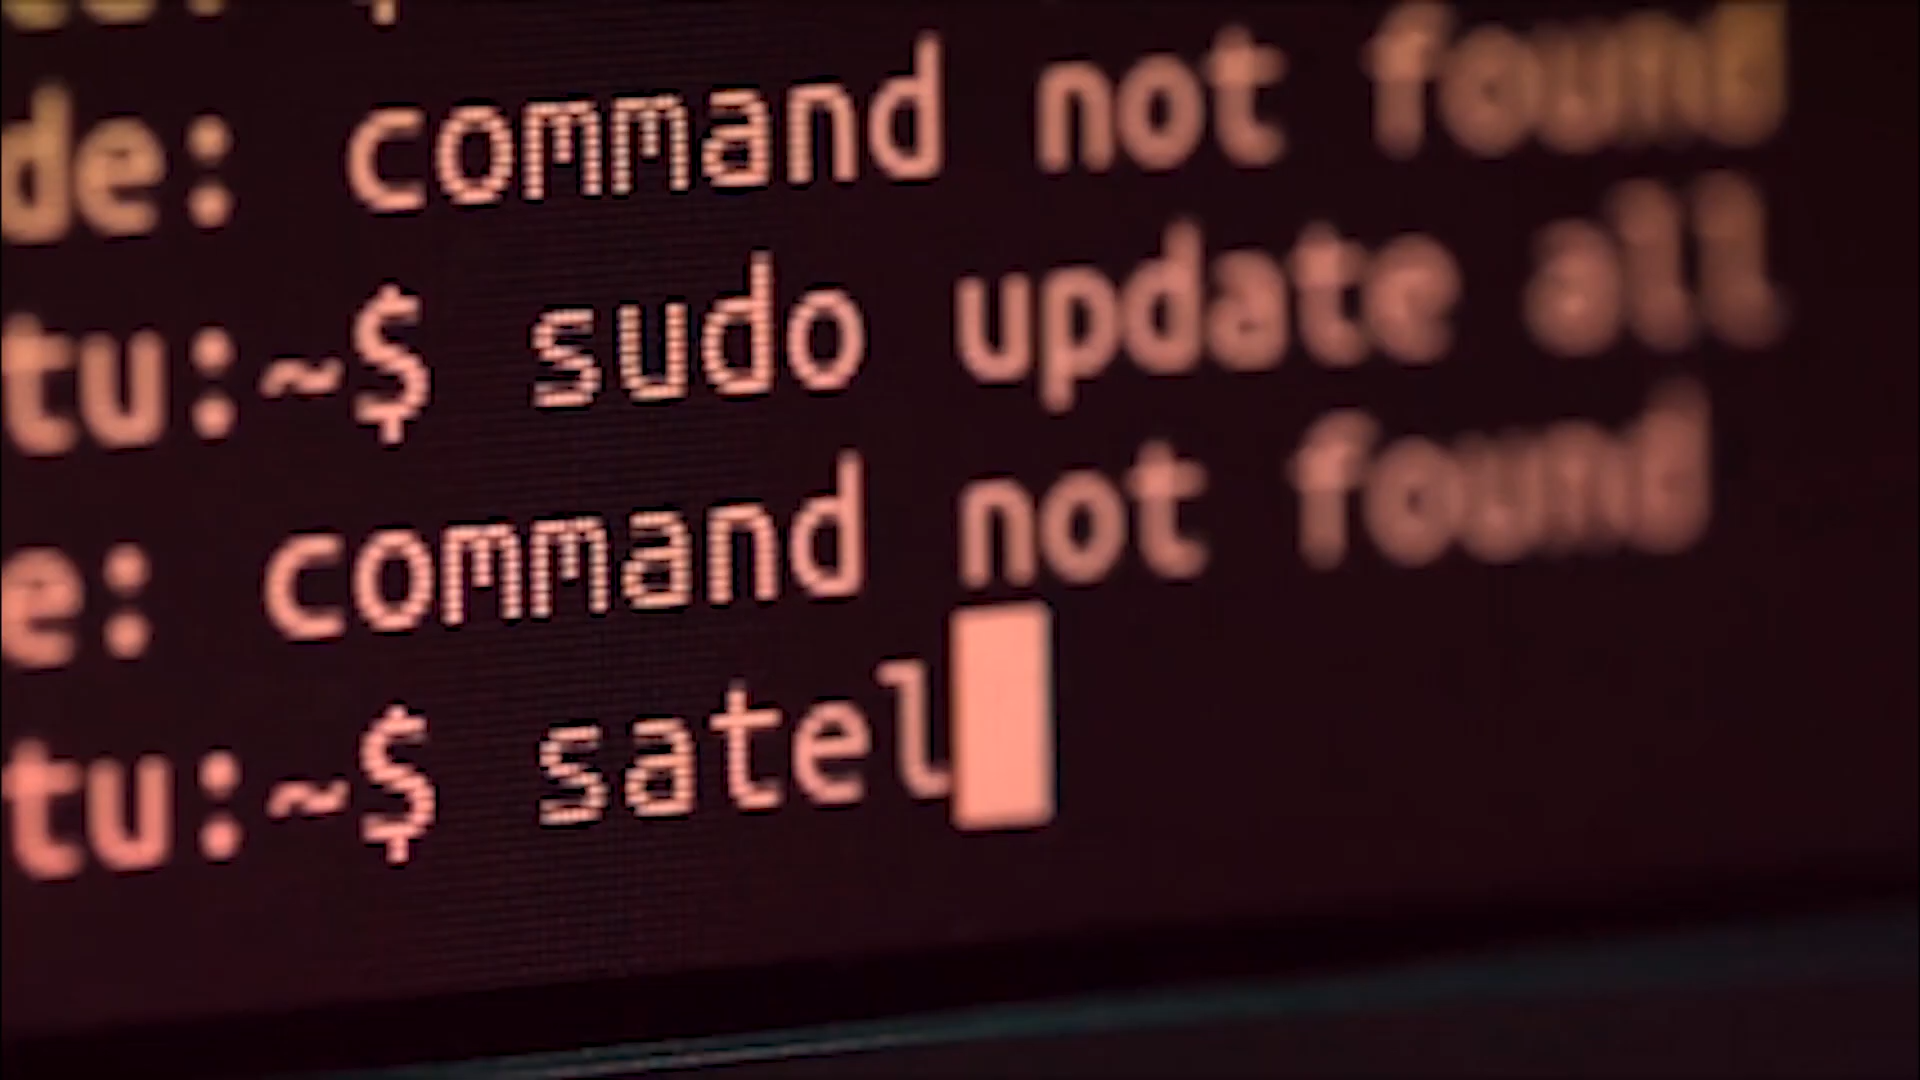 de: command not found
tu:~$ sudo update all
e: command not found
tu:~$ satel